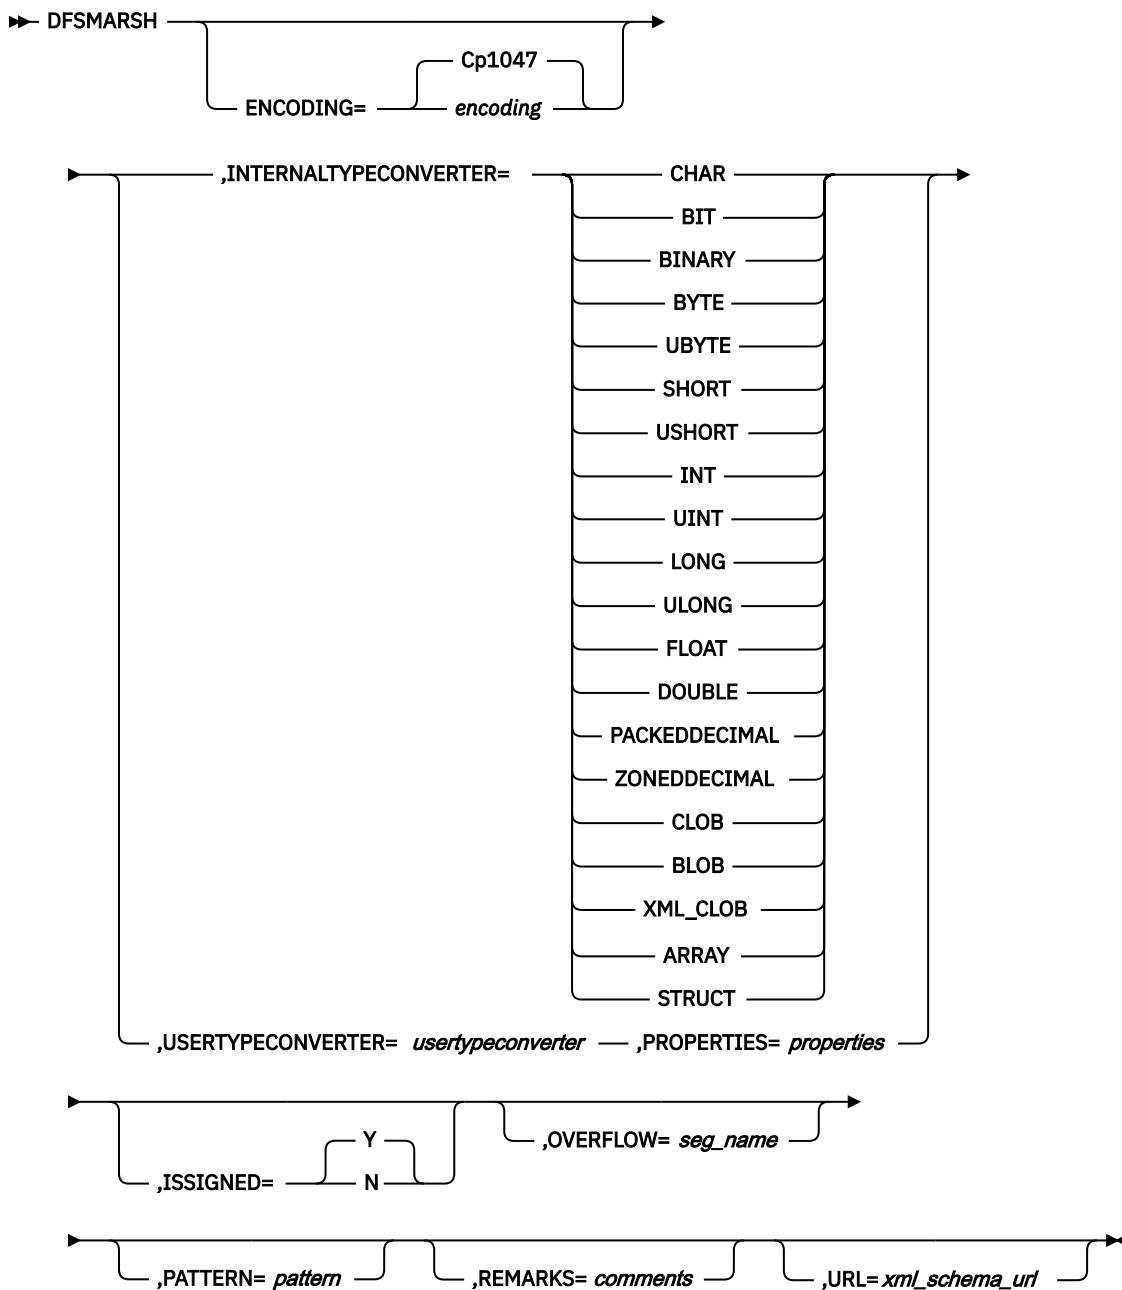 DFSMARSH
Cp1047
ENCODING= encoding
,INTERNALTYPECONVERTER= CHAR
BIT
BINARY
BYTE
UBYTE
SHORT
USHORT
INT
UINT
LONG
ULONG
FLOAT
DOUBLE
PACKEDDECIMAL
ZONEDDECIMAL
CLOB
BLOB
XML_CLOB
ARRAY
STRUCT
,USERTYPECONVERTER= usertypeconverter ,PROPERTIES= properties
Y
,OVERFLOW= seg_name
,ISSIGNED= N
,PATTERN= pattern ,REMARKS= comments ,URL= xml_schema_url